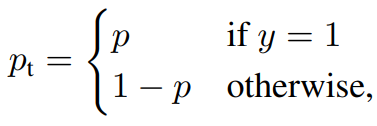 p_t = { p if y = 1
1 − p otherwise,